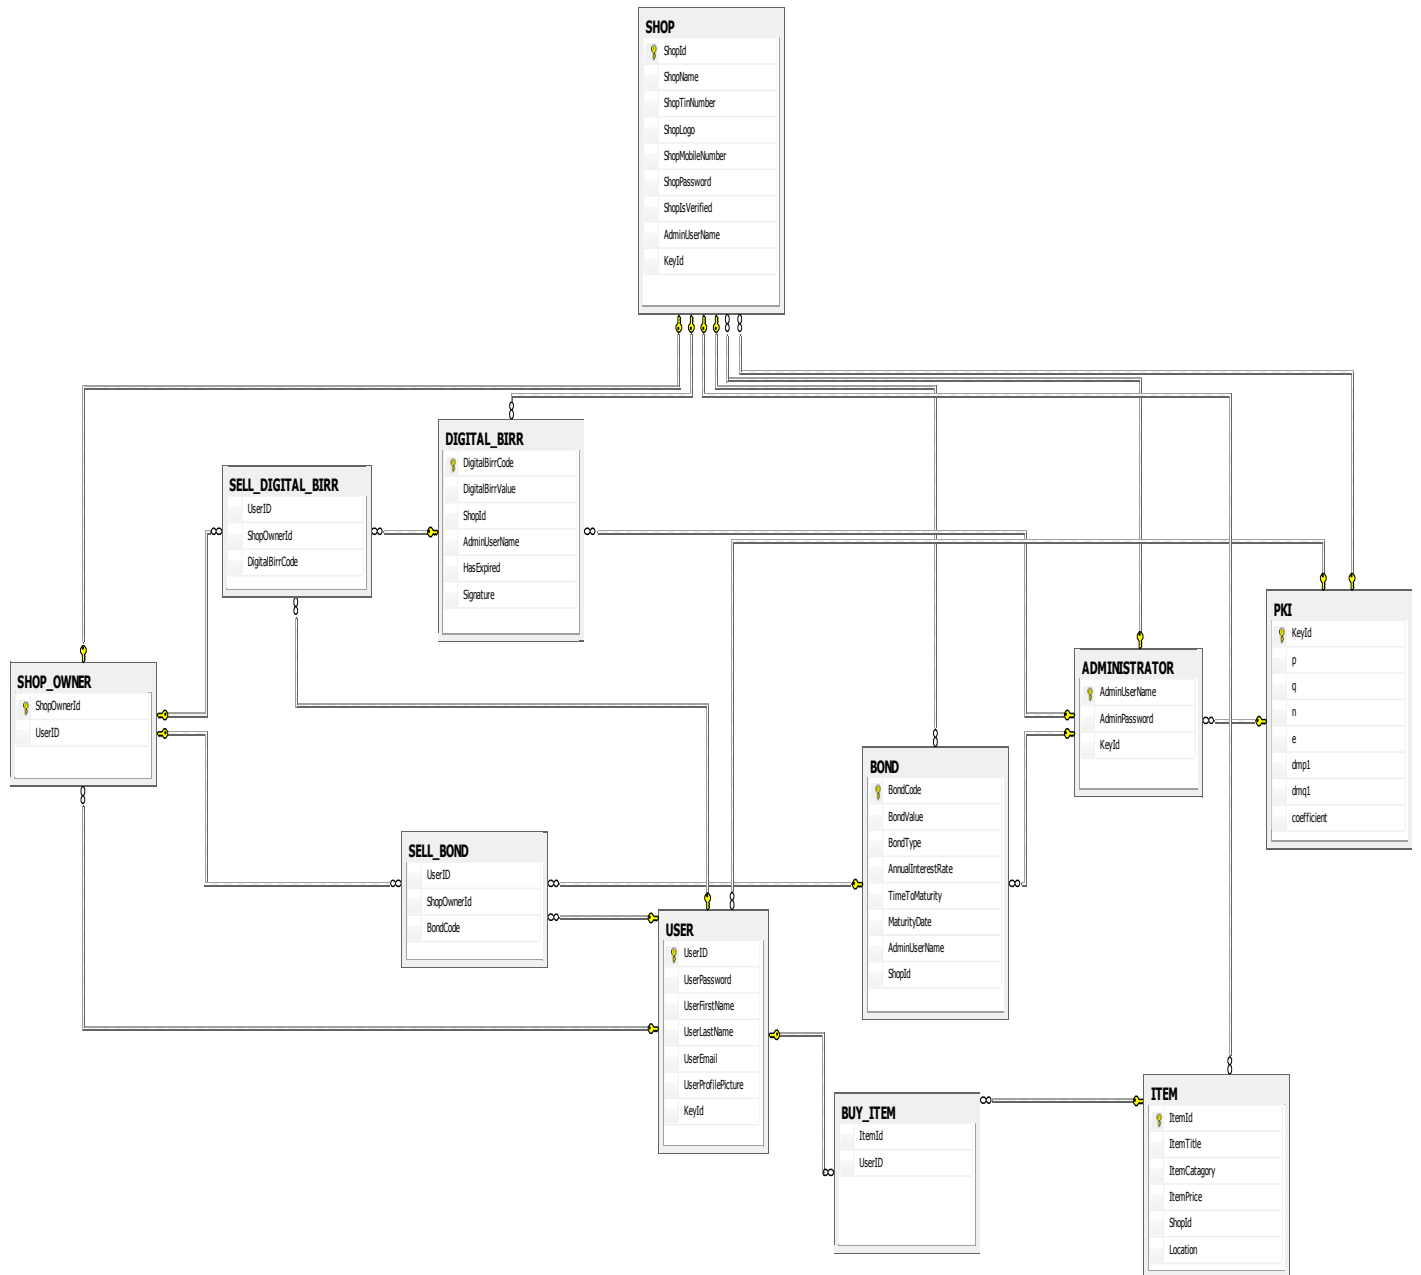 SHOP
ShopId
ShopName
ShopTinNumber
ShopLogo
ShopMobileNumber
ShopPassword
ShopIsVerified
AdminUserName
KeyId
DIGITAL_BIRR
DigitalBirrCode
DigitalBirrValue
ShopId
AdminUserName
HasExpired
Signature
SELL_DIGITAL_BIRR
UserID
ShopOwnerId
DigitalBirrCode
SHOP_OWNER
ShopOwnerId
UserID
PKI
KeyId
p
q
n
e
dmp1
dmq1
coefficient
ADMINISTRATOR
AdminUserName
AdminPassword
KeyId
BOND
BondCode
BondValue
BondType
AnnualInterestRate
TimeToMaturity
MaturityDate
AdminUserName
ShopId
SELL_BOND
UserID
ShopOwnerId
BondCode
USER
UserID
UserPassword
UserFirstName
UserLastName
UserEmail
UserProfilePicture
KeyId
BUY_ITEM
ItemId
UserID
ITEM
ItemId
ItemTitle
ItemCatagory
ItemPrice
ShopId
Location